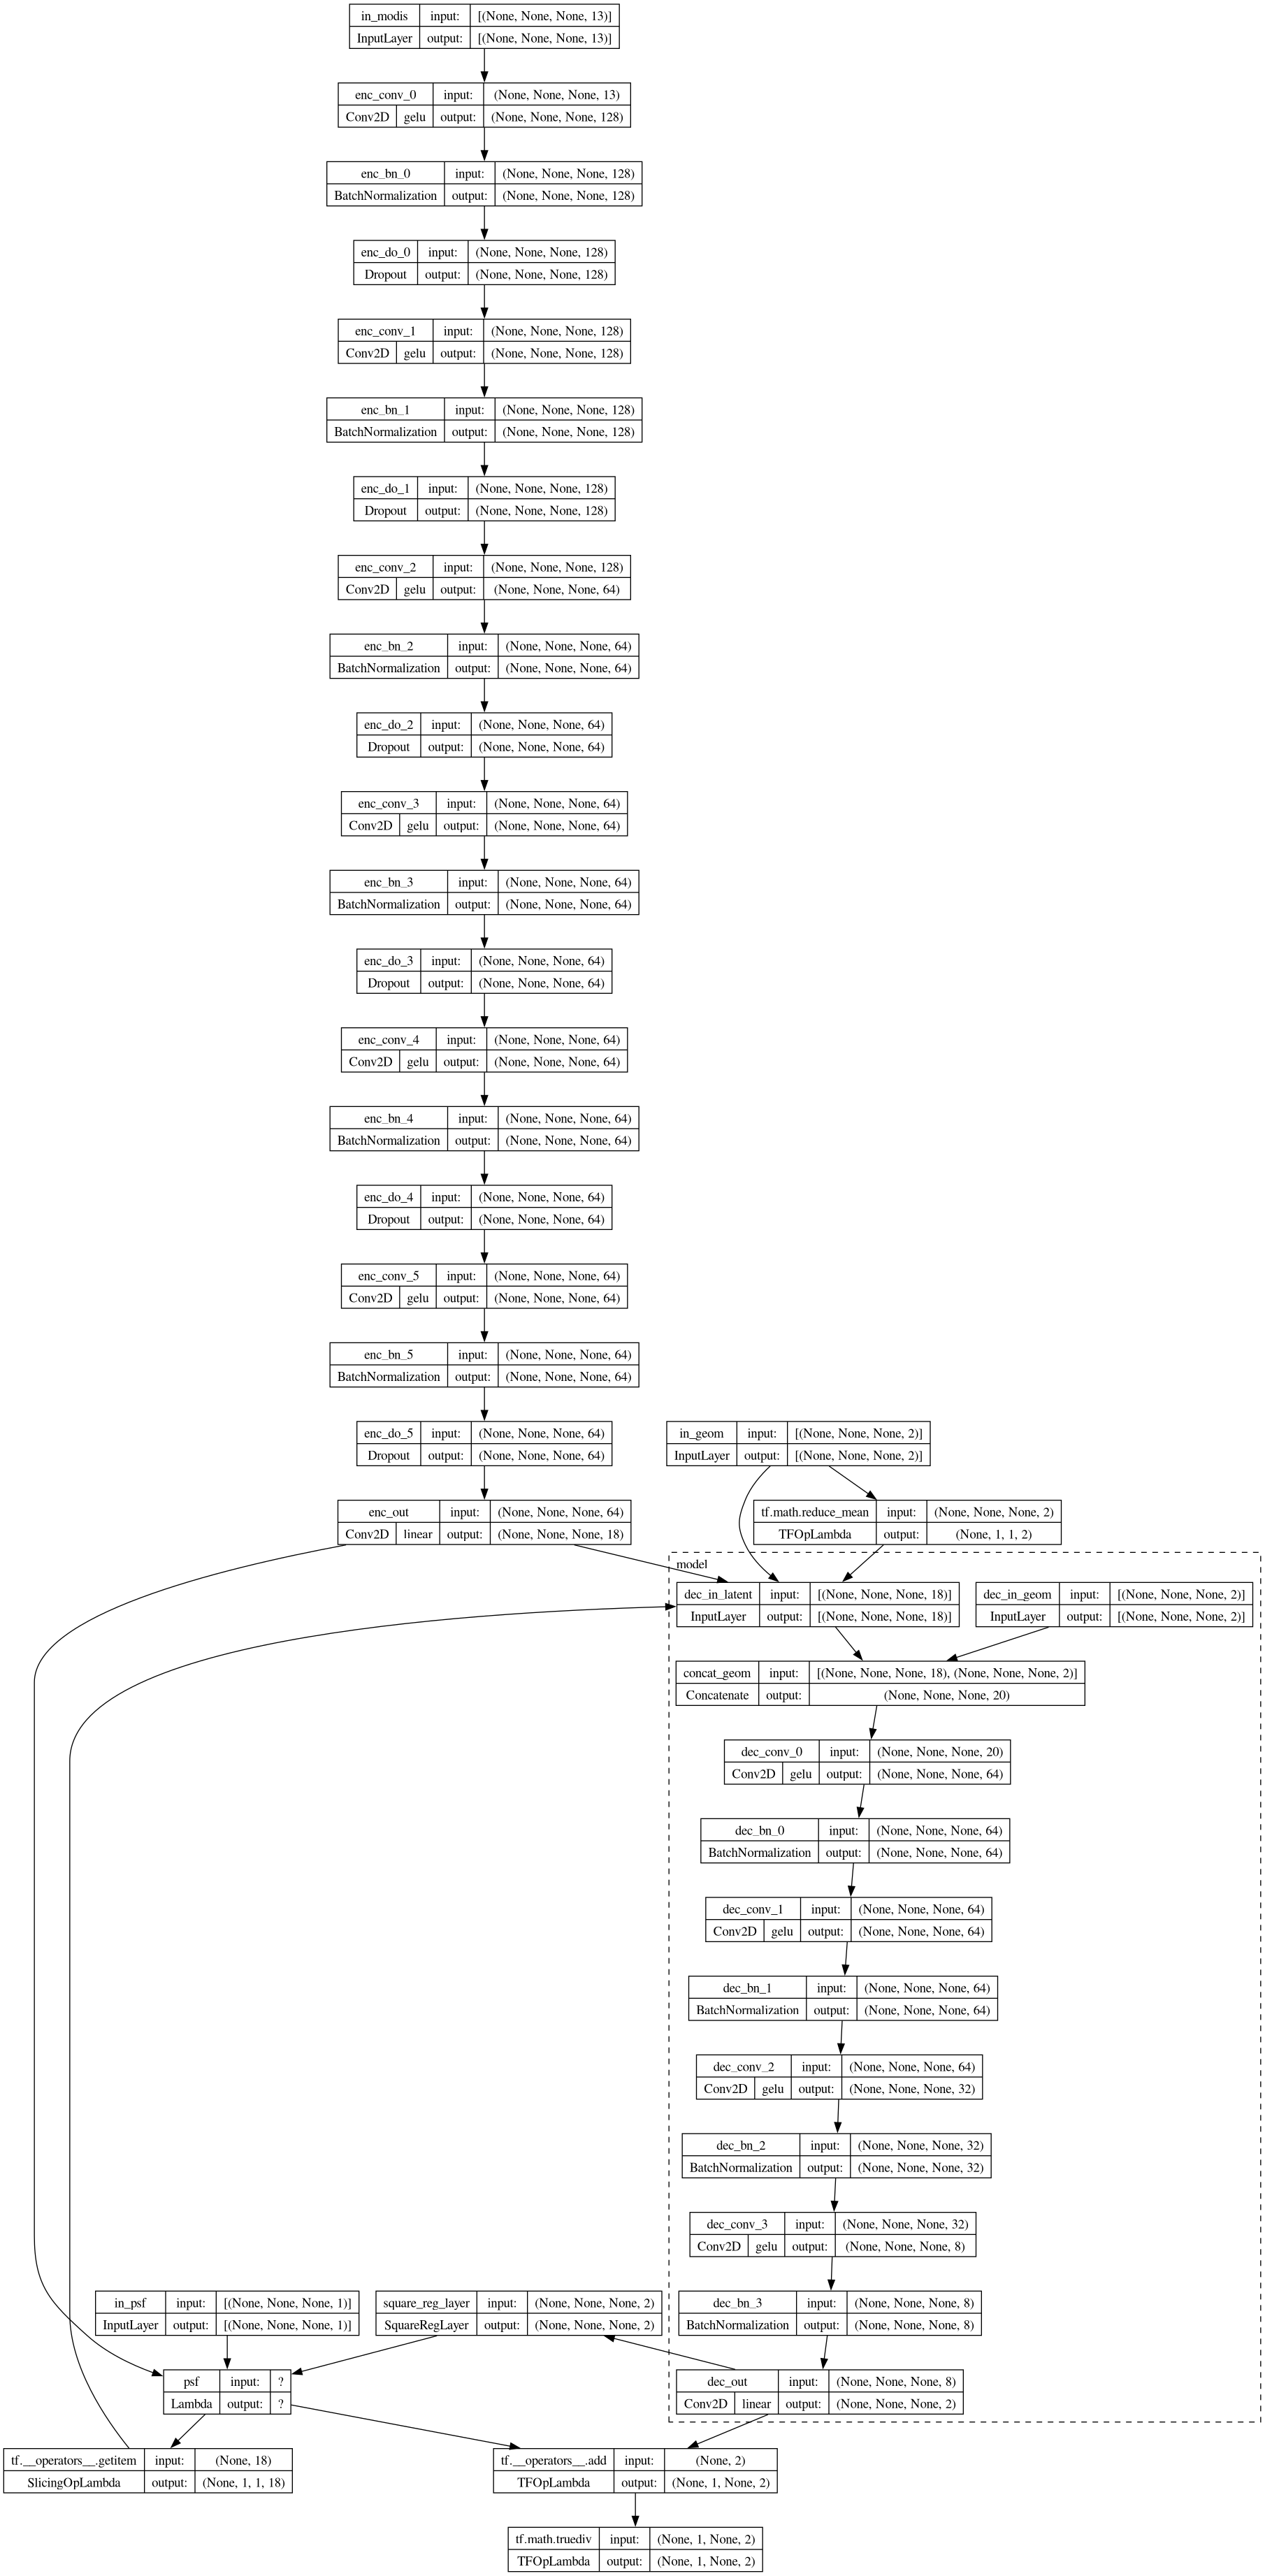 in_modis input: [(None, None, None, 13)]
InputLayer output: [(None, None, None, 13)]
enc_conv_0 input: (None, None, None, 13)
Conv2D gelu output: (None, None, None, 128)
enc_bn_0 input: (None, None, None, 128)
BatchNormalization output: (None, None, None, 128)
enc_do_0 input: (None, None, None, 128)
Dropout output: (None, None, None, 128)
enc_conv_1 input: (None, None, None, 128)
Conv2D gelu output: (None, None, None, 128)
enc_bn_1 input: (None, None, None, 128)
BatchNormalization output: (None, None, None, 128)
enc_do_1 input: (None, None, None, 128)
Dropout output: (None, None, None, 128)
enc_conv_2 input: (None, None, None, 128)
Conv2D gelu output: (None, None, None, 64)
enc_bn_2 input: (None, None, None, 64)
BatchNormalization output: (None, None, None, 64)
enc_do_2 input: (None, None, None, 64)
Dropout output: (None, None, None, 64)
enc_conv_3 input: (None, None, None, 64)
Conv2D gelu output: (None, None, None, 64)
enc_bn_3 input: (None, None, None, 64)
BatchNormalization output: (None, None, None, 64)
enc_do_3 input: (None, None, None, 64)
Dropout output: (None, None, None, 64)
enc_conv_4 input: (None, None, None, 64)
Conv2D gelu output: (None, None, None, 64)
enc_bn_4 input: (None, None, None, 64)
BatchNormalization output: (None, None, None, 64)
enc_do_4 input: (None, None, None, 64)
Dropout output: (None, None, None, 64)
enc_conv_5 input: (None, None, None, 64)
Conv2D gelu output: (None, None, None, 64)
enc_bn_5 input: (None, None, None, 64)
BatchNormalization output: (None, None, None, 64)
enc_do_5 input: (None, None, None, 64)
Dropout output: (None, None, None, 64)
in_geom input: [(None, None, None, 2)]
InputLayer output: [(None, None, None, 2)]
enc_out input: (None, None, None, 64)
Conv2D linear output: (None, None, None, 18)
tf.math.reduce_mean input: (None, None, None, 2)
TFOpLambda output: (None, 1, 1, 2)
model
dec_in_latent input: [(None, None, None, 18)]
InputLayer output: [(None, None, None, 18)]
dec_in_geom input: [(None, None, None, 2)]
InputLayer output: [(None, None, None, 2)]
concat_geom input: [(None, None, None, 18), (None, None, None, 2)]
Concatenate output: (None, None, None, 20)
dec_conv_0 input: (None, None, None, 20)
Conv2D gelu output: (None, None, None, 64)
dec_bn_0 input: (None, None, None, 64)
BatchNormalization output: (None, None, None, 64)
dec_conv_1 input: (None, None, None, 64)
Conv2D gelu output: (None, None, None, 64)
dec_bn_1 input: (None, None, None, 64)
BatchNormalization output: (None, None, None, 64)
dec_conv_2 input: (None, None, None, 64)
Conv2D gelu output: (None, None, None, 32)
dec_bn_2 input: (None, None, None, 32)
BatchNormalization output: (None, None, None, 32)
dec_conv_3 input: (None, None, None, 32)
Conv2D gelu output: (None, None, None, 8)
in_psf input: [(None, None, None, 1)]
InputLayer output: [(None, None, None, 1)]
square_reg_layer input: (None, None, None, 2)
SquareRegLayer output: (None, None, None, 2)
dec_bn_3 input: (None, None, None, 8)
BatchNormalization output: (None, None, None, 8)
psf input: ?
Lambda output: ?
dec_out input: (None, None, None, 8)
Conv2D linear output: (None, None, None, 2)
tf.__operators__.getitem input: (None, 18)
SlicingOpLambda output: (None, 1, 1, 18)
tf.__operators__.add input: (None, 2)
TFOpLambda output: (None, 1, None, 2)
tf.math.truediv input: (None, 1, None, 2)
TFOpLambda output: (None, 1, None, 2)